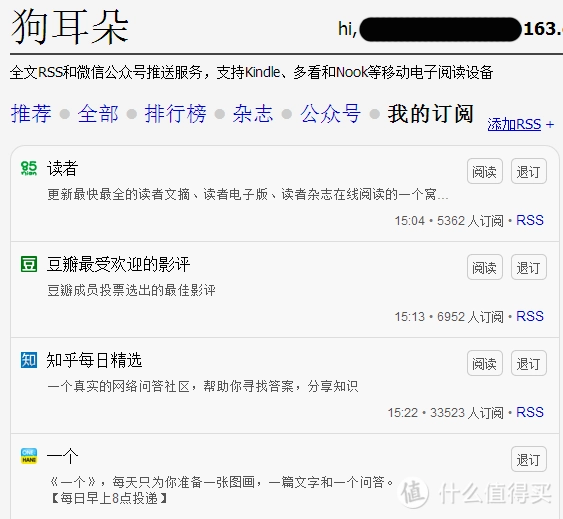 狗耳朵
hi, 163.
全文RSS和微信公众号推送服务，支持Kindle、多看和Nook等移动电子阅读设备
推荐 全部 排行榜 杂志 公众号 我的订阅 添加RSS +
读者 阅读 退订
更新最快最全的读者文摘、读者电子版、读者杂志在线阅读的一个窝…
15:04 • 5362 人订阅 • RSS
豆 豆瓣最受欢迎的影评 阅读 退订
豆瓣成员投票选出的最佳影评
15:13 • 6952 人订阅 • RSS
知 知乎每日精选 阅读 退订
一个真实的网络问答社区，帮助你寻找答案，分享知识
15:22 • 33523 人订阅 • RSS
ONE 一个 退订
《一个》，每天只为你准备一张图画，一篇文字和一个问答。
【每日早上8点投递】
值 什么值得买